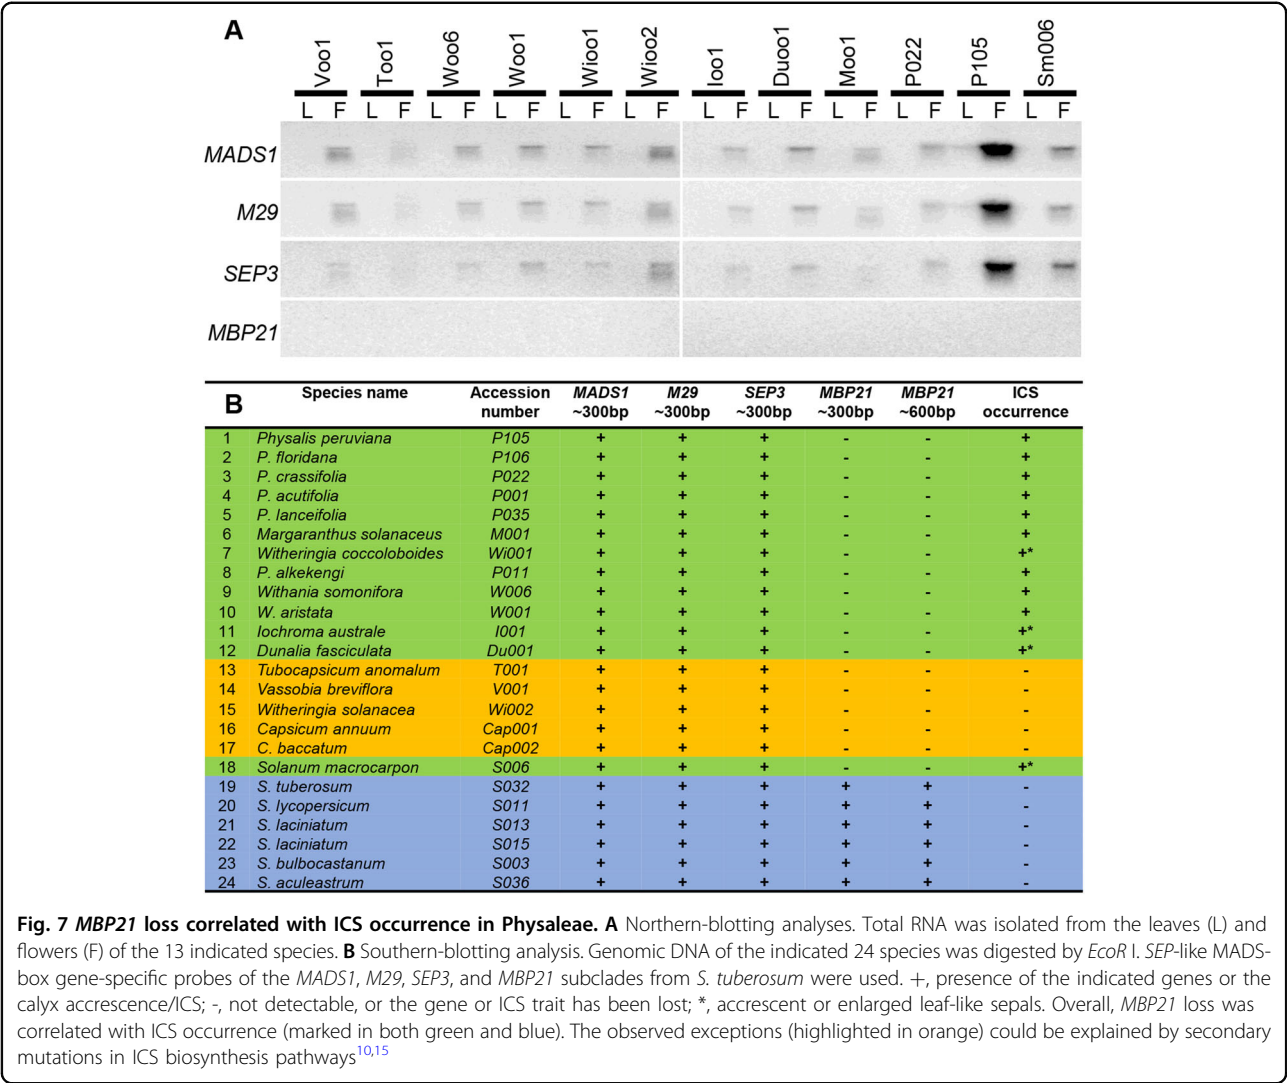 A
Voo1 Too1 Woo6 Woo1 Wioo1 Wioo2 Ioo1 Duoo1 Moo1 P022 P105 Sm006
L F L F L F L F L F L F L F L F L F L F L F L F
MADS1
M29
SEP3
MBP21
B Species name Accession number MADS1 ~300bp M29 ~300bp SEP3 ~300bp MBP21 ~300bp MBP21 ~600bp ICS occurrence
1 Physalis peruviana P105 + + + - - +
2 P. floridana P106 + + + - - +
3 P. crassifolia P022 + + + - - +
4 P. acutifolia P001 + + + - - +
5 P. lanceifolia P035 + + + - - +
6 Margaranthus solanaceus M001 + + + - - +
7 Witheringia coccoloboides Wi001 + + + - - +*
8 P. alkekengi P011 + + + - - +
9 Withania somonifora W006 + + + - - +
10 W. aristata W001 + + + - - +
11 Iochroma australe I001 + + + - - +*
12 Dunalia fasciculata Du001 + + + - - +*
13 Tubocapsicum anomalum T001 + + + - - -
14 Vassobia breviflora V001 + + + - - -
15 Witheringia solanacea Wi002 + + + - - -
16 Capsicum annuum Cap001 + + + - - -
17 C. baccatum Cap002 + + + - - -
18 Solanum macrocarpon S006 + + + - - +*
19 S. tuberosum S032 + + + + + -
20 S. lycopersicum S011 + + + + + -
21 S. laciniatum S013 + + + + + -
22 S. laciniatum S015 + + + + + -
23 S. bulbocastanum S003 + + + + + -
24 S. aculeastrum S036 + + + + + -
Fig. 7 MBP21 loss correlated with ICS occurrence in Physaleae. A Northern-blotting analyses. Total RNA was isolated from the leaves (L) and
flowers (F) of the 13 indicated species. B Southern-blotting analysis. Genomic DNA of the indicated 24 species was digested by EcoR I. SEP-like MADS-
box gene-specific probes of the MADS1, M29, SEP3, and MBP21 subclades from S. tuberosum were used. +, presence of the indicated genes or the
calyx accrescence/ICS; -, not detectable, or the gene or ICS trait has been lost; *, accrescent or enlarged leaf-like sepals. Overall, MBP21 loss was
correlated with ICS occurrence (marked in both green and blue). The observed exceptions (highlighted in orange) could be explained by secondary
mutations in ICS biosynthesis pathways10,15